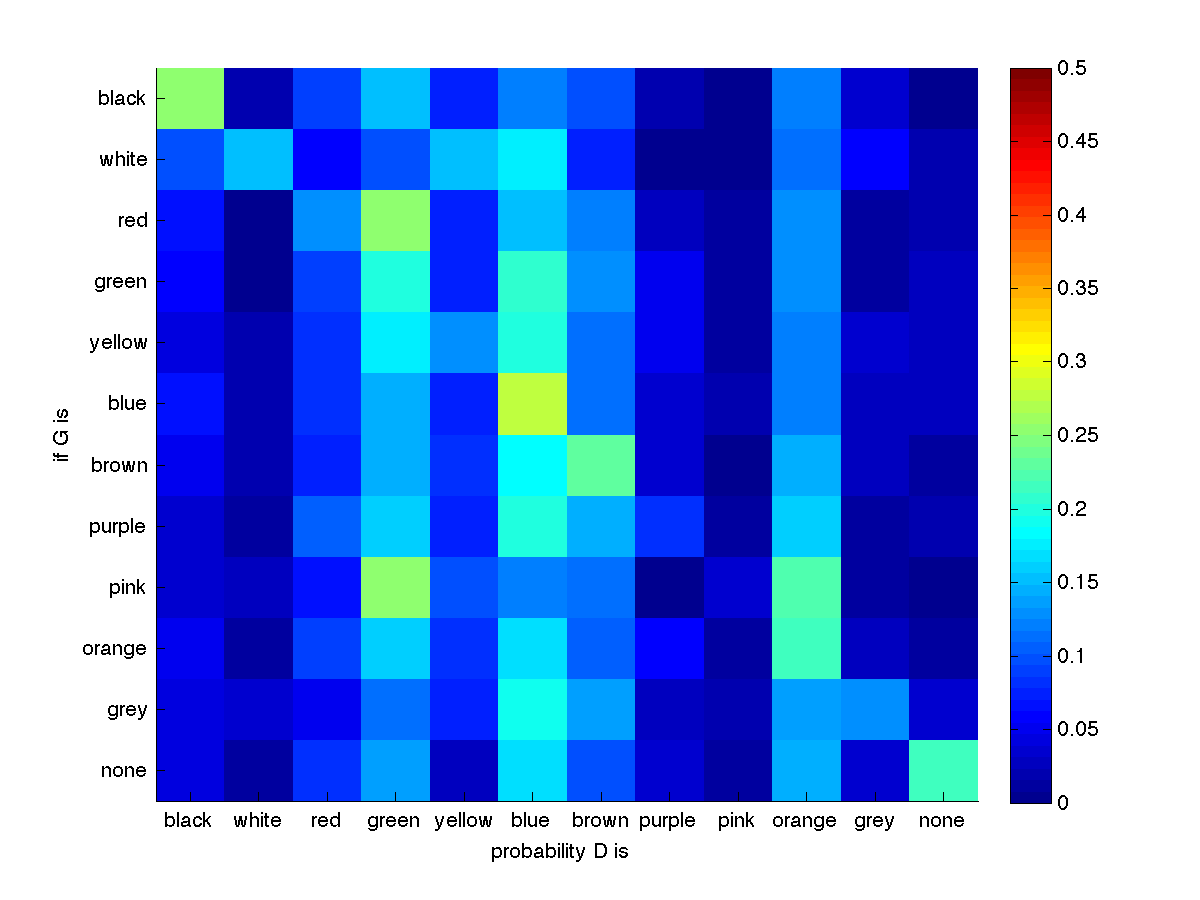 black
white
red
green
yellow
blue
brown
purple
pink
orange
grey
none
if G is
black white red green yellow blue brown purple pink orange grey none
probability D is
0.5
0.45
0.4
0.35
0.3
0.25
0.2
0.15
0.1
0.05
0